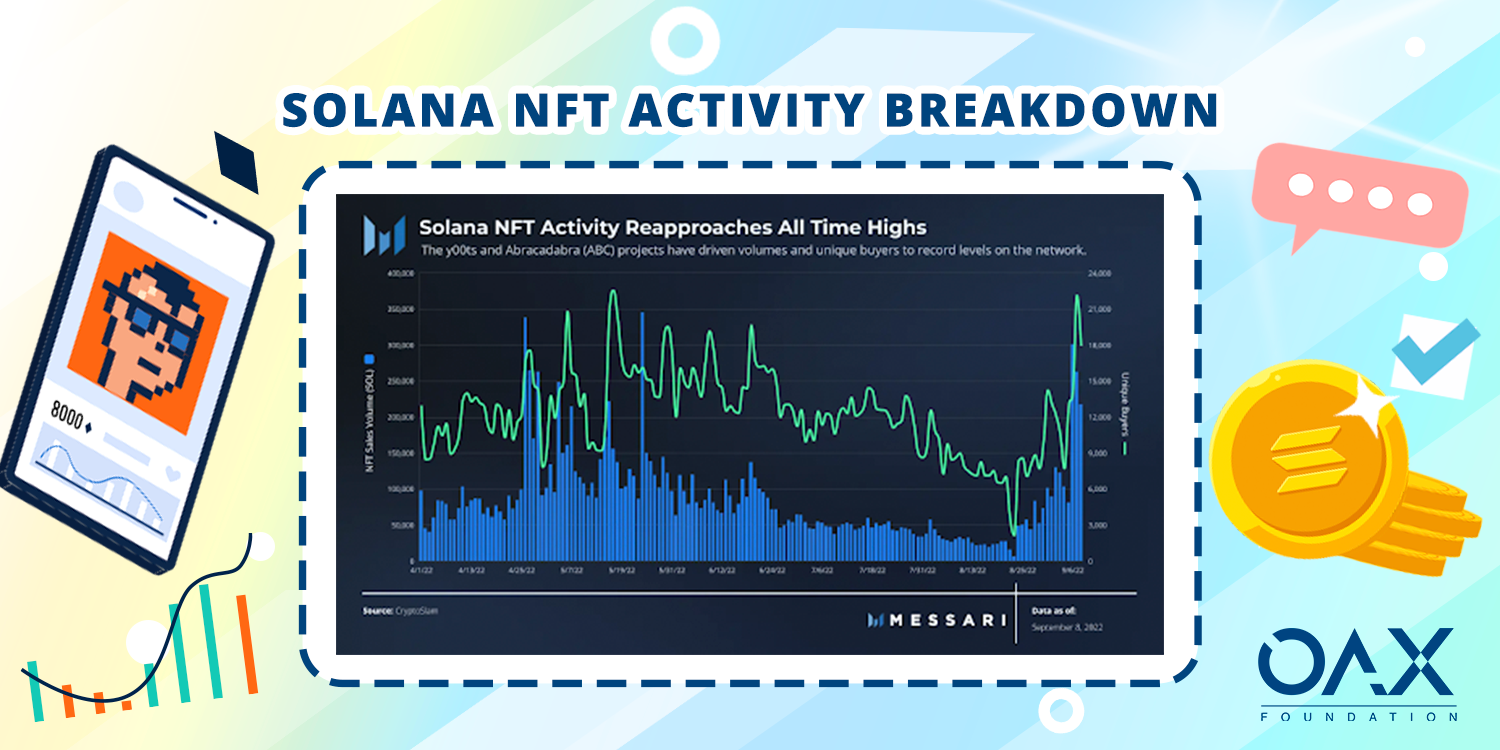 SOLANA NFT ACTIVITY BREAKDOWN
Solana NFT Activity Reapproaches All Time Highs
The y00ts and Abracadabra (ABC) projects have driven volumes and unique buyers to record levels on the network.
400,000
350,000
300,000
250,000
200,000
150,000
100,000
50,000
0
NFT Sales Volume (SOL)
24,000
21,000
18,000
15,000
12,000
9,000
6,000
3,000
0
Unique Buyers
4/1/22 4/13/22 4/25/22 5/7/22 5/19/22 5/31/22 6/12/22 6/24/22 7/6/22 7/18/22 7/31/22 8/13/22 8/25/22 9/6/22
Source: CryptoSlam
MESSARI
Data as of:
September 8, 2022
8000
OAX
FOUNDATION